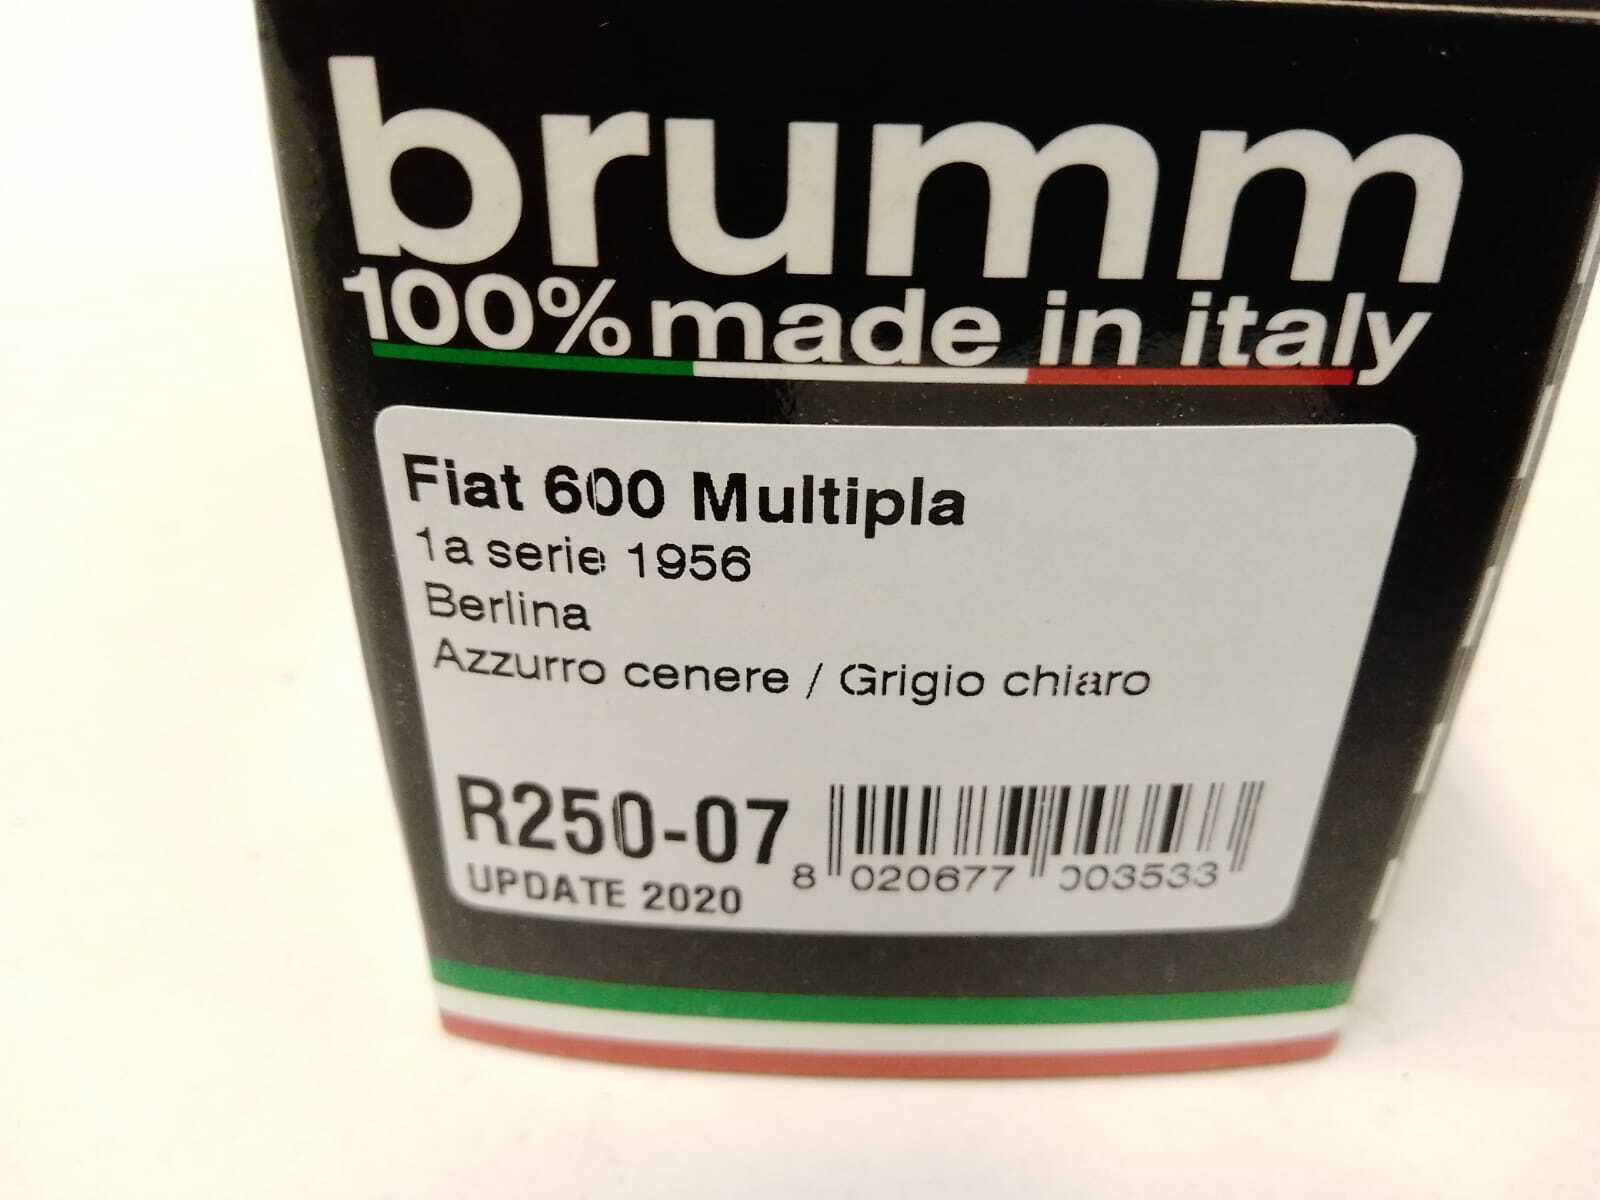 brumm
100% made in italy
Fiat 600 Multipla
1a serie 1956
Berlina
Azzurro cenere / Grigio chiaro
R250-07
UPDATE 2020
8 020677 003533